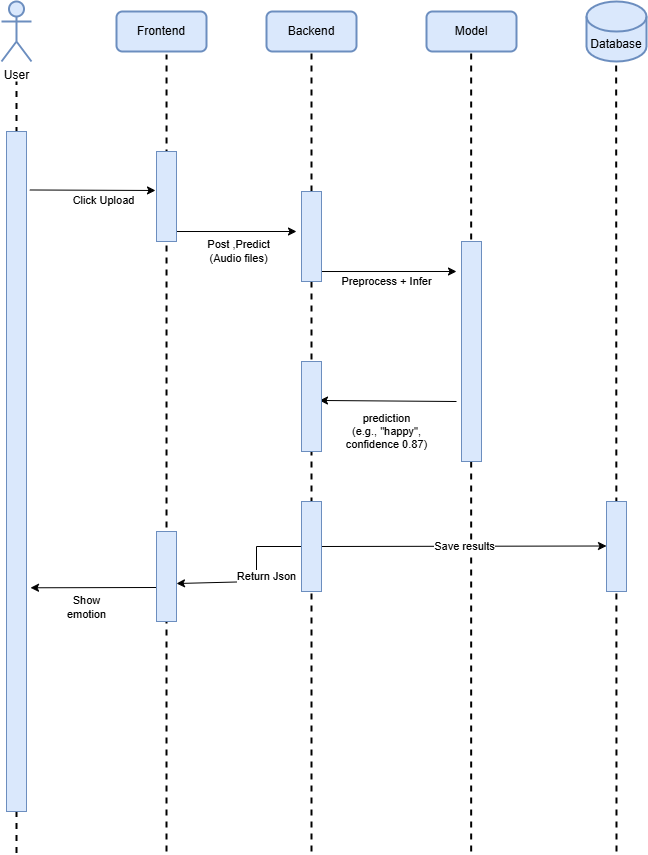 Frontend
Backend
Model
Database
User
Click Upload
Post ,Predict
(Audio files)
Preprocess + Infer
prediction
(e.g., "happy",
confidence 0.87)
Save results
Return Json
Show
emotion